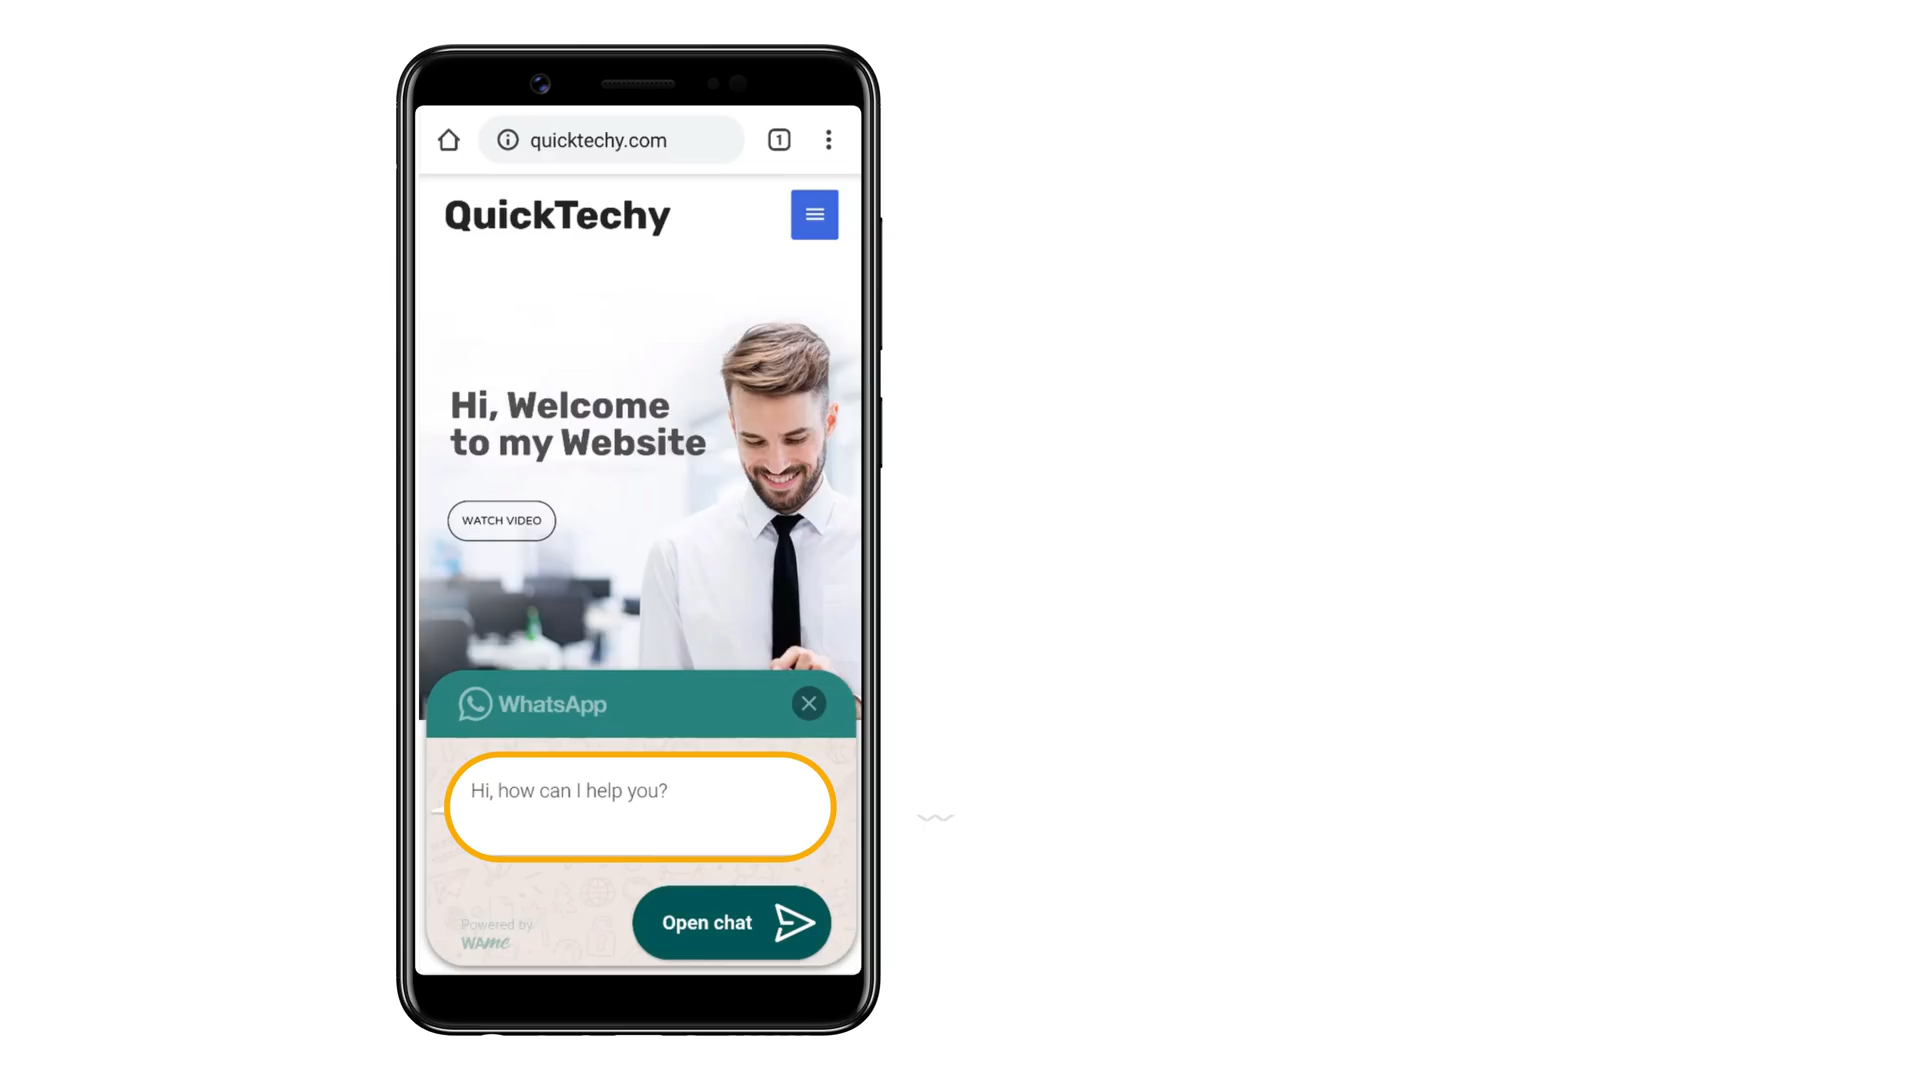 quicktechy.com
1
QuickTechy
Hi, Welcome
to my Website
WATCH VIDEO
WhatsApp
Hi, how can I help you?
Open chat
Powered by
WAme